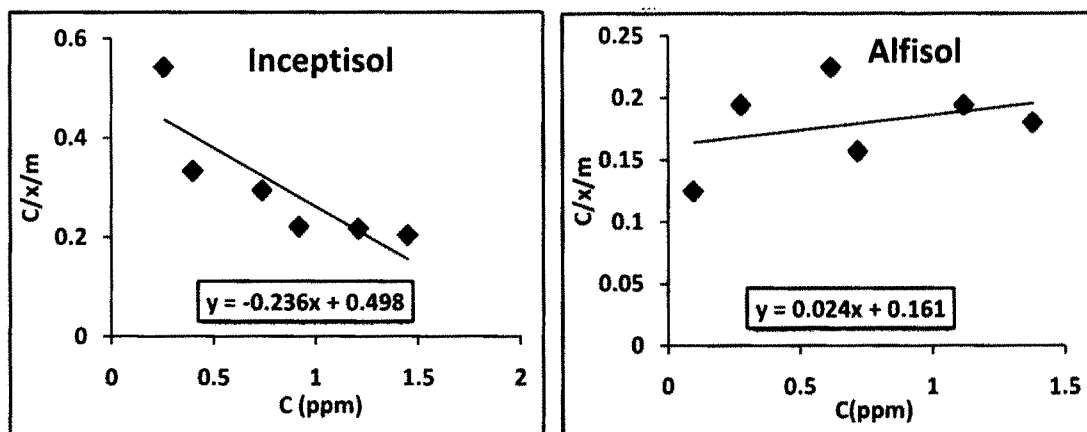 Inceptisol
C/x/m
0.6
0.4
0.2
0
y = -0.236x + 0.498
0
0.5
1
1.5
2
C (ppm)
Alfisol
C/x/m
0.25
0.2
0.15
0.1
0.05
0
y = 0.024x + 0.161
0
0.5
1
1.5
C(ppm)